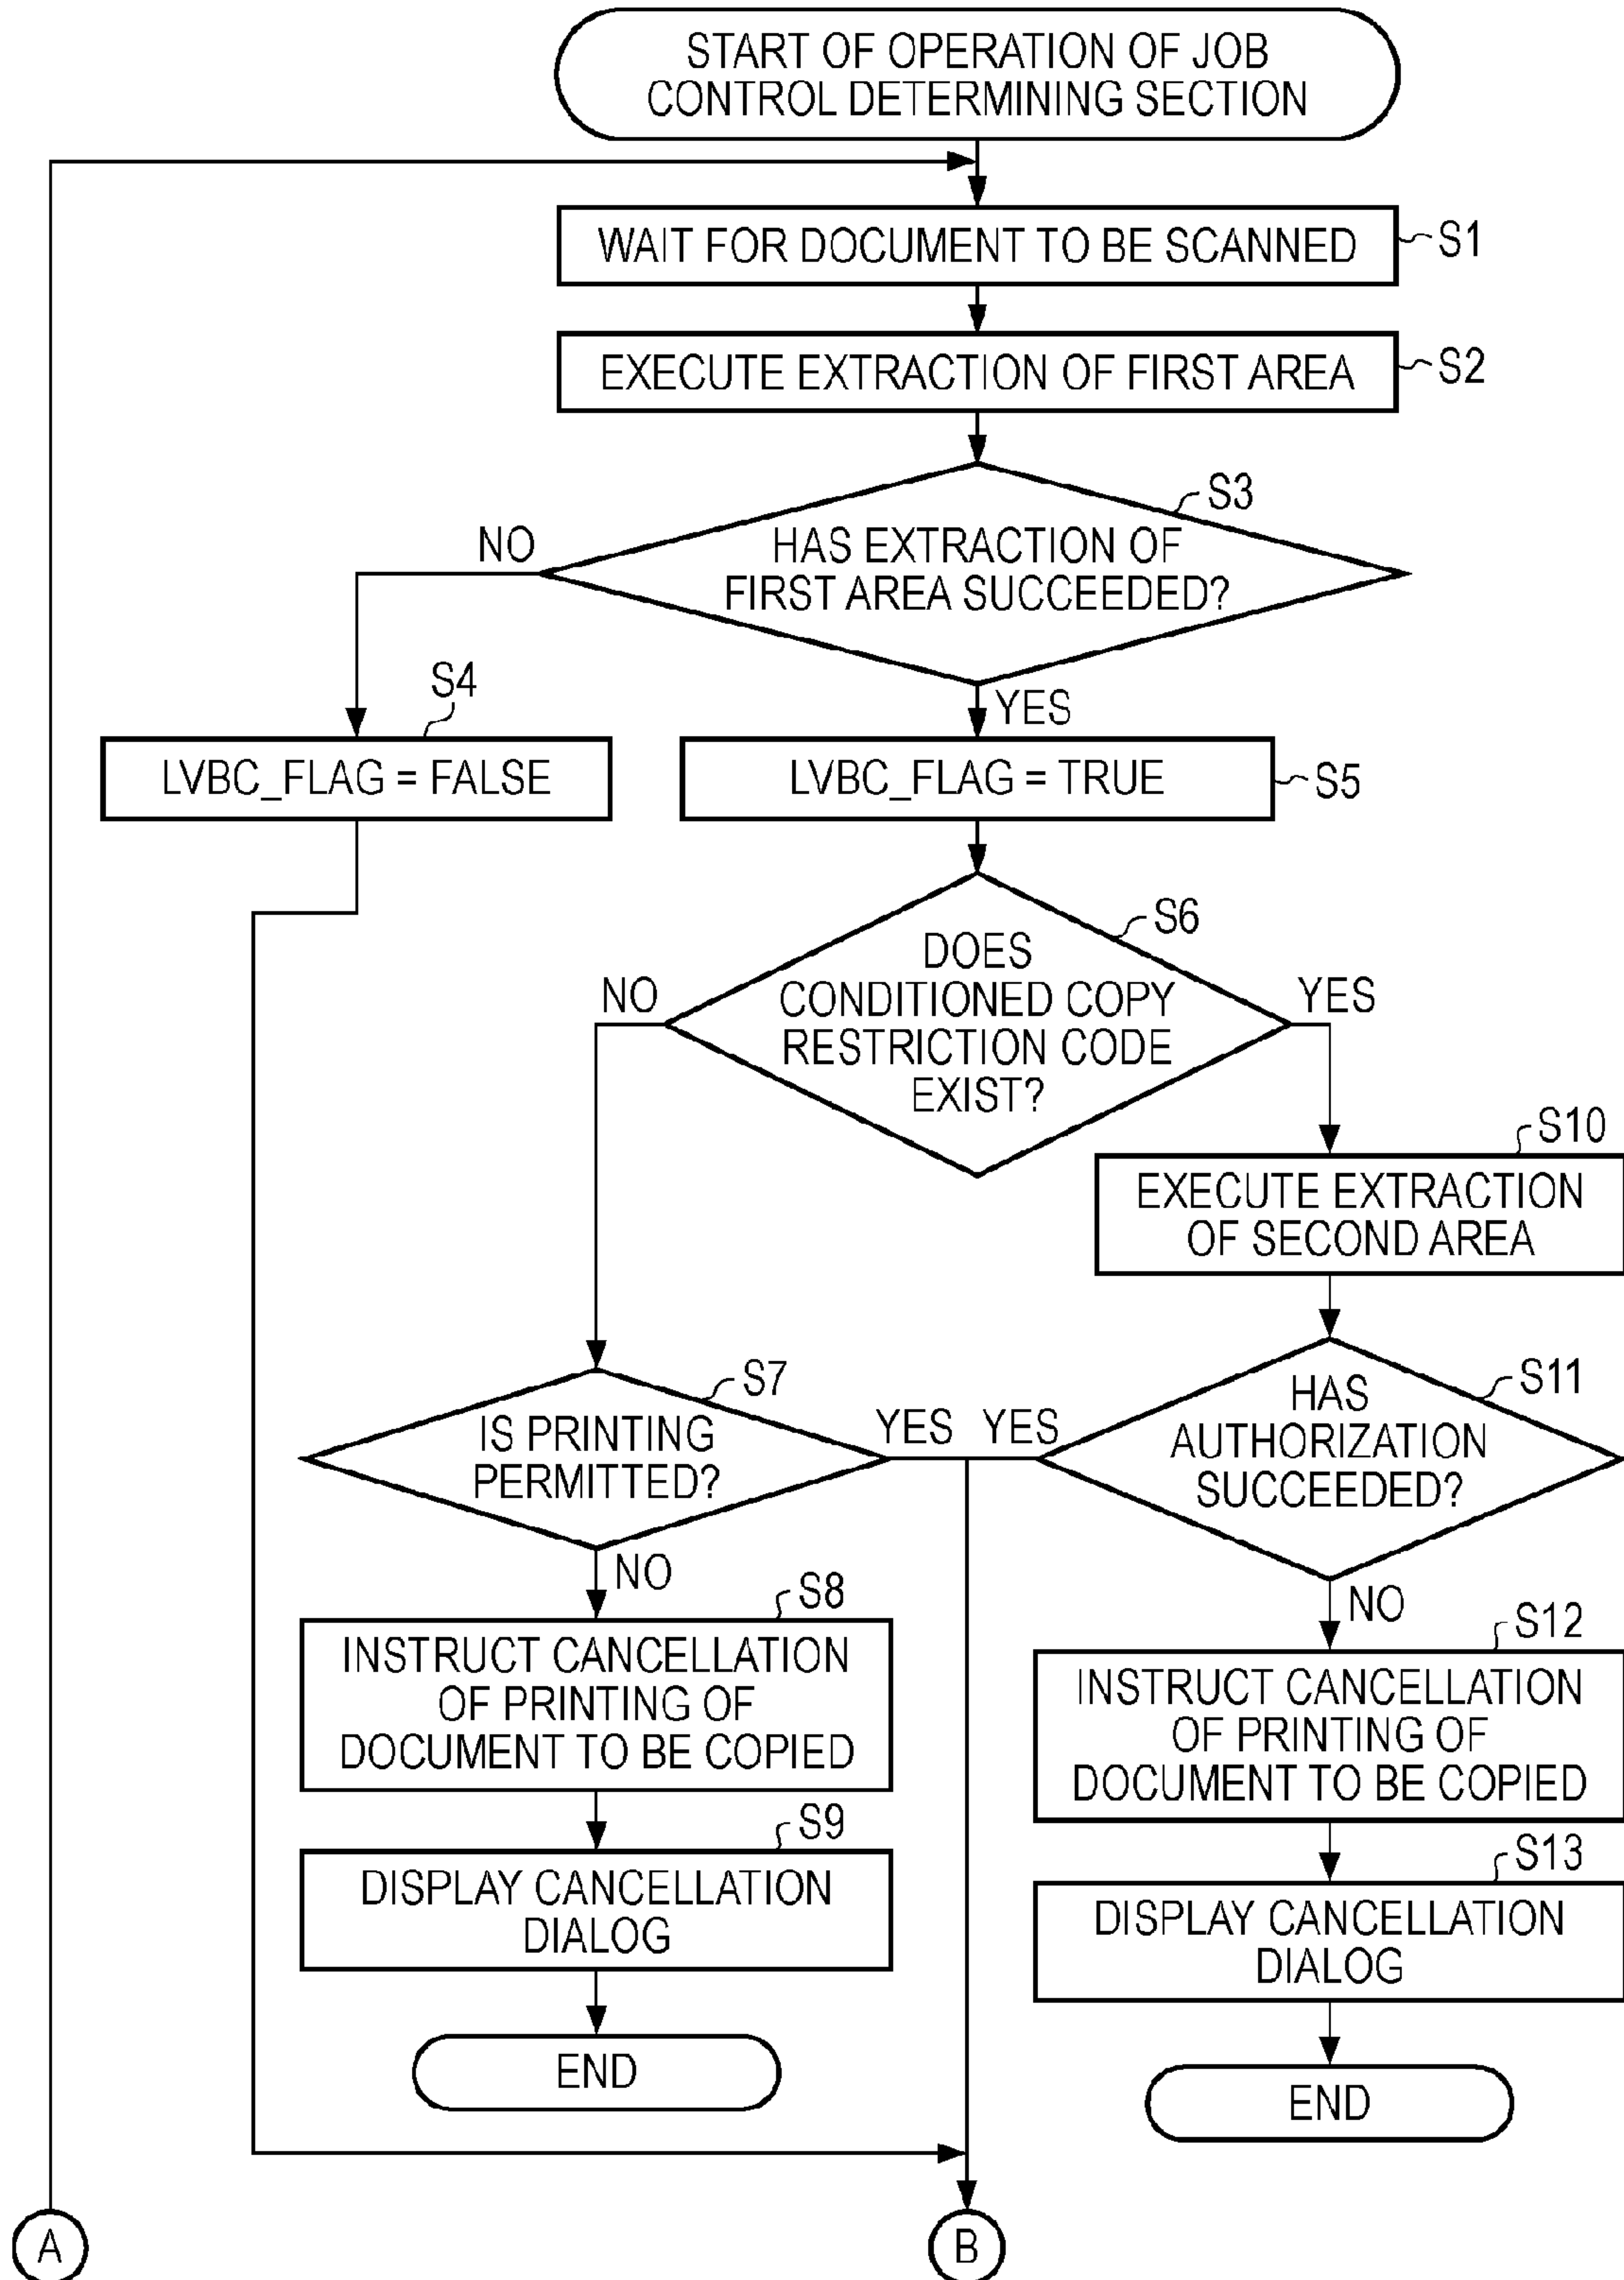 START OF OPERATION OF JOB
CONTROL DETERMINING SECTION
WAIT FOR DOCUMENT TO BE SCANNED
S1
EXECUTE EXTRACTION OF FIRST AREA
S2
S3
NO
HAS EXTRACTION OF
FIRST AREA SUCCEEDED?
S4
YES
LVBC_FLAG = FALSE
LVBC_FLAG = TRUE
S5
S6
NO
DOES
CONDITIONED COPY
RESTRICTION CODE
EXIST?
YES
S10
EXECUTE EXTRACTION
OF SECOND AREA
S7
IS PRINTING
PERMITTED?
YES
YES
S11
HAS
AUTHORIZATION
SUCCEEDED?
NO
NO
S8
INSTRUCT CANCELLATION
OF PRINTING OF
DOCUMENT TO BE COPIED
S12
INSTRUCT CANCELLATION
OF PRINTING OF
DOCUMENT TO BE COPIED
S9
DISPLAY CANCELLATION
DIALOG
S13
DISPLAY CANCELLATION
DIALOG
END
END
A
B